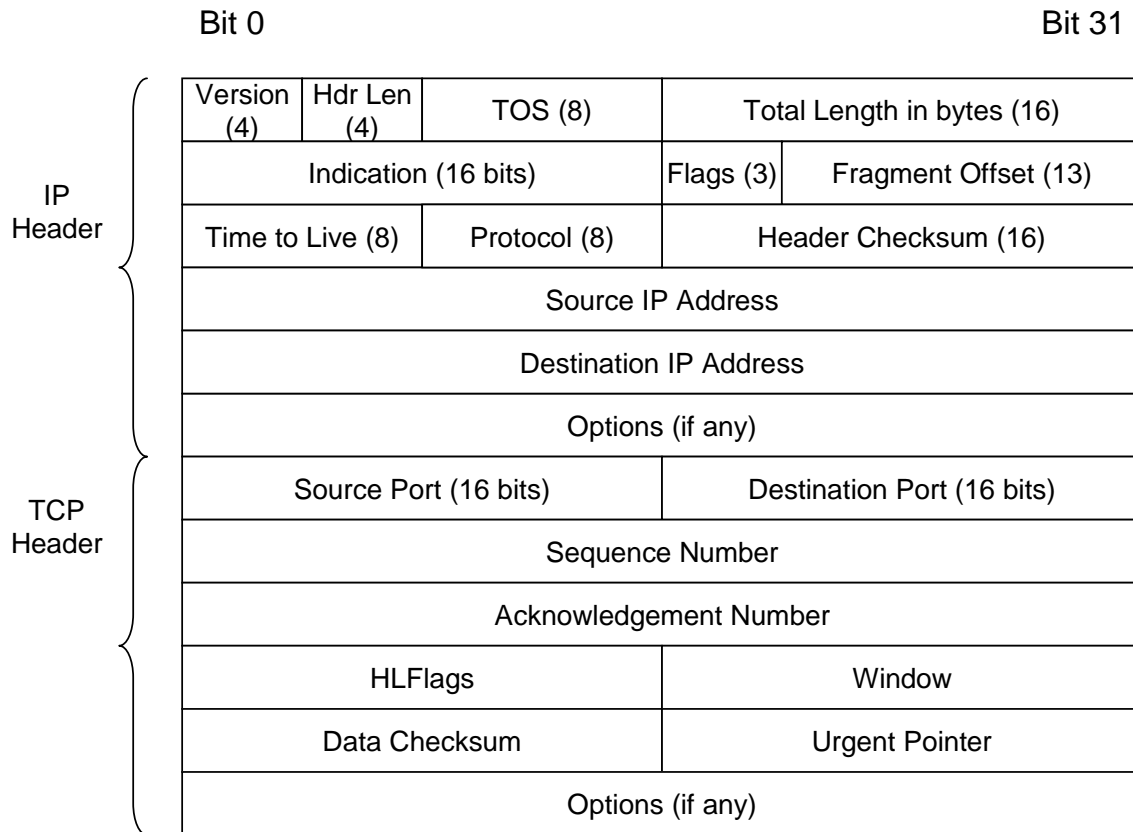 Bit 0 Bit 31
Version (4) Hdr Len (4) TOS (8) Total Length in bytes (16)
IP Header
Indication (16 bits) Flags (3) Fragment Offset (13)
Time to Live (8) Protocol (8) Header Checksum (16)
Source IP Address
Destination IP Address
Options (if any)
TCP Header
Source Port (16 bits) Destination Port (16 bits)
Sequence Number
Acknowledgement Number
HLFlags Window
Data Checksum Urgent Pointer
Options (if any)